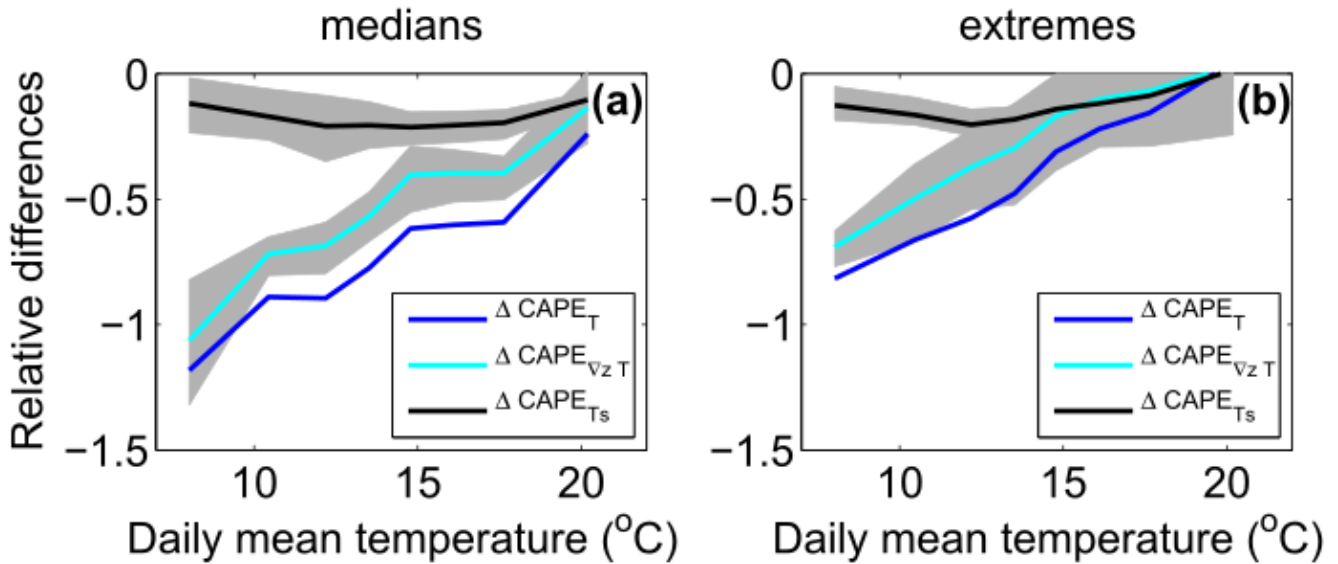 medians
extremes
Relative differences
0
−0.5
−1
−1.5
(a)
Δ CAPE_T
Δ CAPE_∇z T
Δ CAPE_Ts
10
15
20
Daily mean temperature (°C)
0
−0.5
−1
−1.5
(b)
Δ CAPE_T
Δ CAPE_∇z T
Δ CAPE_Ts
10
15
20
Daily mean temperature (°C)